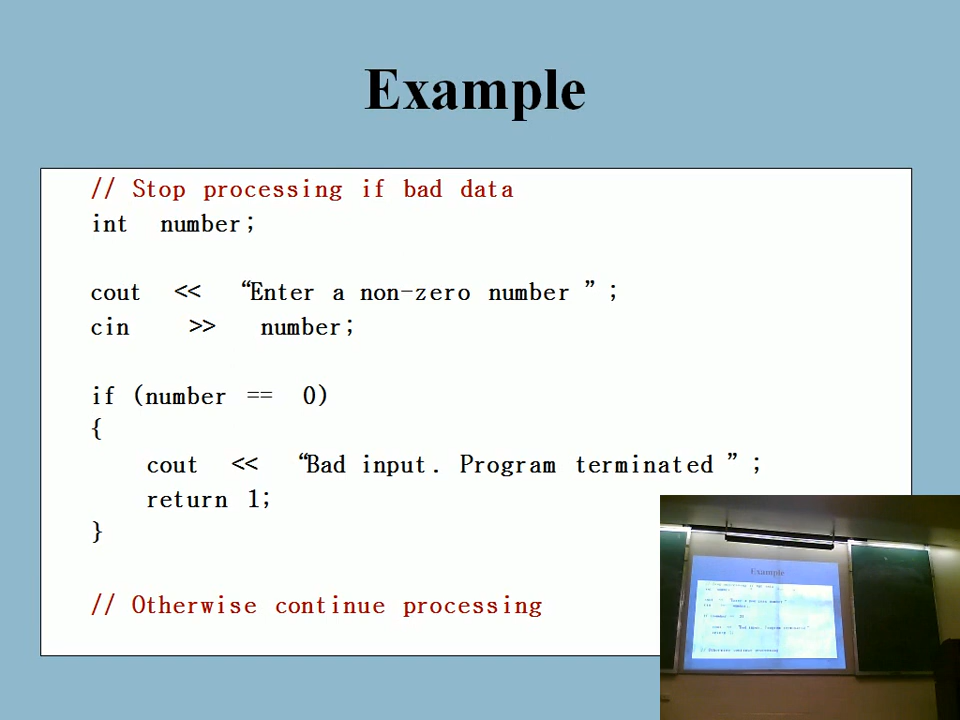 Example
// Stop processing if bad data
int number;
cout << “Enter a non-zero number ”;
cin >> number;
if (number == 0)
{
cout << “Bad input. Program terminated ”;
return 1;
}
// Otherwise continue processing
Example